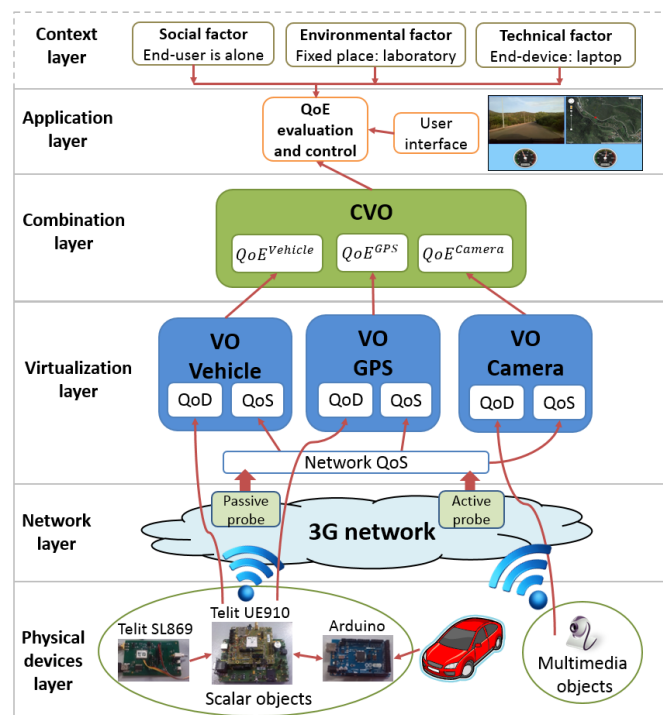 Context
layer
Social factor
End-user is alone
Environmental factor
Fixed place: laboratory
Technical factor
End-device: laptop
Application
layer
QoE
evaluation
and control
User
interface
Combination
layer
CVO
QoE^Vehicle
QoE^GPS
QoE^Camera
Virtualization
layer
VO
Vehicle
QoD
QoS
VO
GPS
QoD
QoS
VO
Camera
QoD
QoS
Network QoS
Network
layer
Passive
probe
3G network
Active
probe
Physical
devices
layer
Telit SL869
Telit UE910
Arduino
Scalar objects
Multimedia
objects